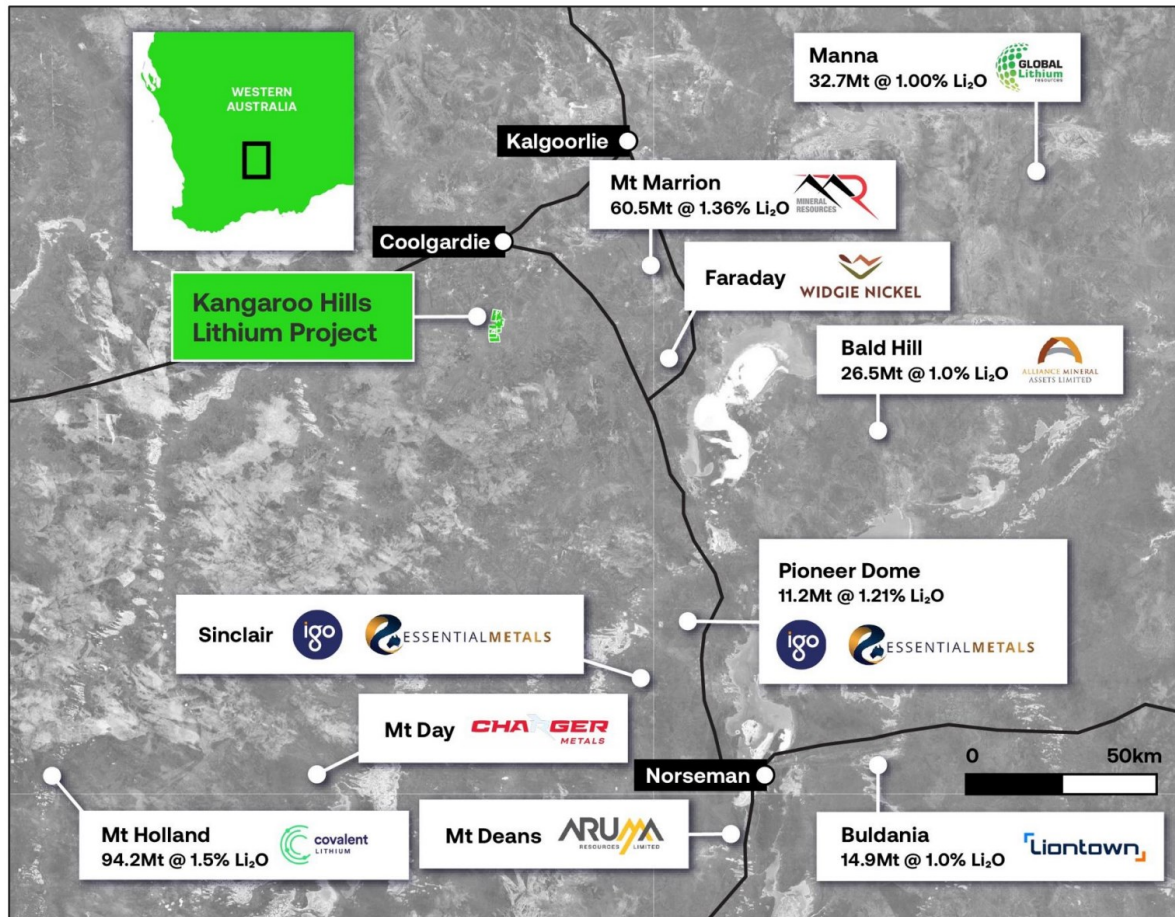 WESTERN
AUSTRALIA
Manna
32.7Mt @ 1.00% Li₂O
GLOBAL
Lithium
RESOURCES
Kalgoorlie
Mt Marrion
60.5Mt @ 1.36% Li₂O
MINERAL
RESOURCES
Coolgardie
Faraday
WIDGIE NICKEL
Kangaroo Hills
Lithium Project
Bald Hill
26.5Mt @ 1.0% Li₂O
ALLIANCE MINERAL
ASSETS LIMITED
Pioneer Dome
11.2Mt @ 1.21% Li₂O
igo
ESSENTIALMETALS
Sinclair
igo
ESSENTIALMETALS
Mt Day
CHARGER
METALS
0 50km
Norseman
Mt Holland
94.2Mt @ 1.5% Li₂O
covalent
LITHIUM
Mt Deans
ARUMA
RESOURCES LIMITED
Buldania
14.9Mt @ 1.0% Li₂O
Liontown